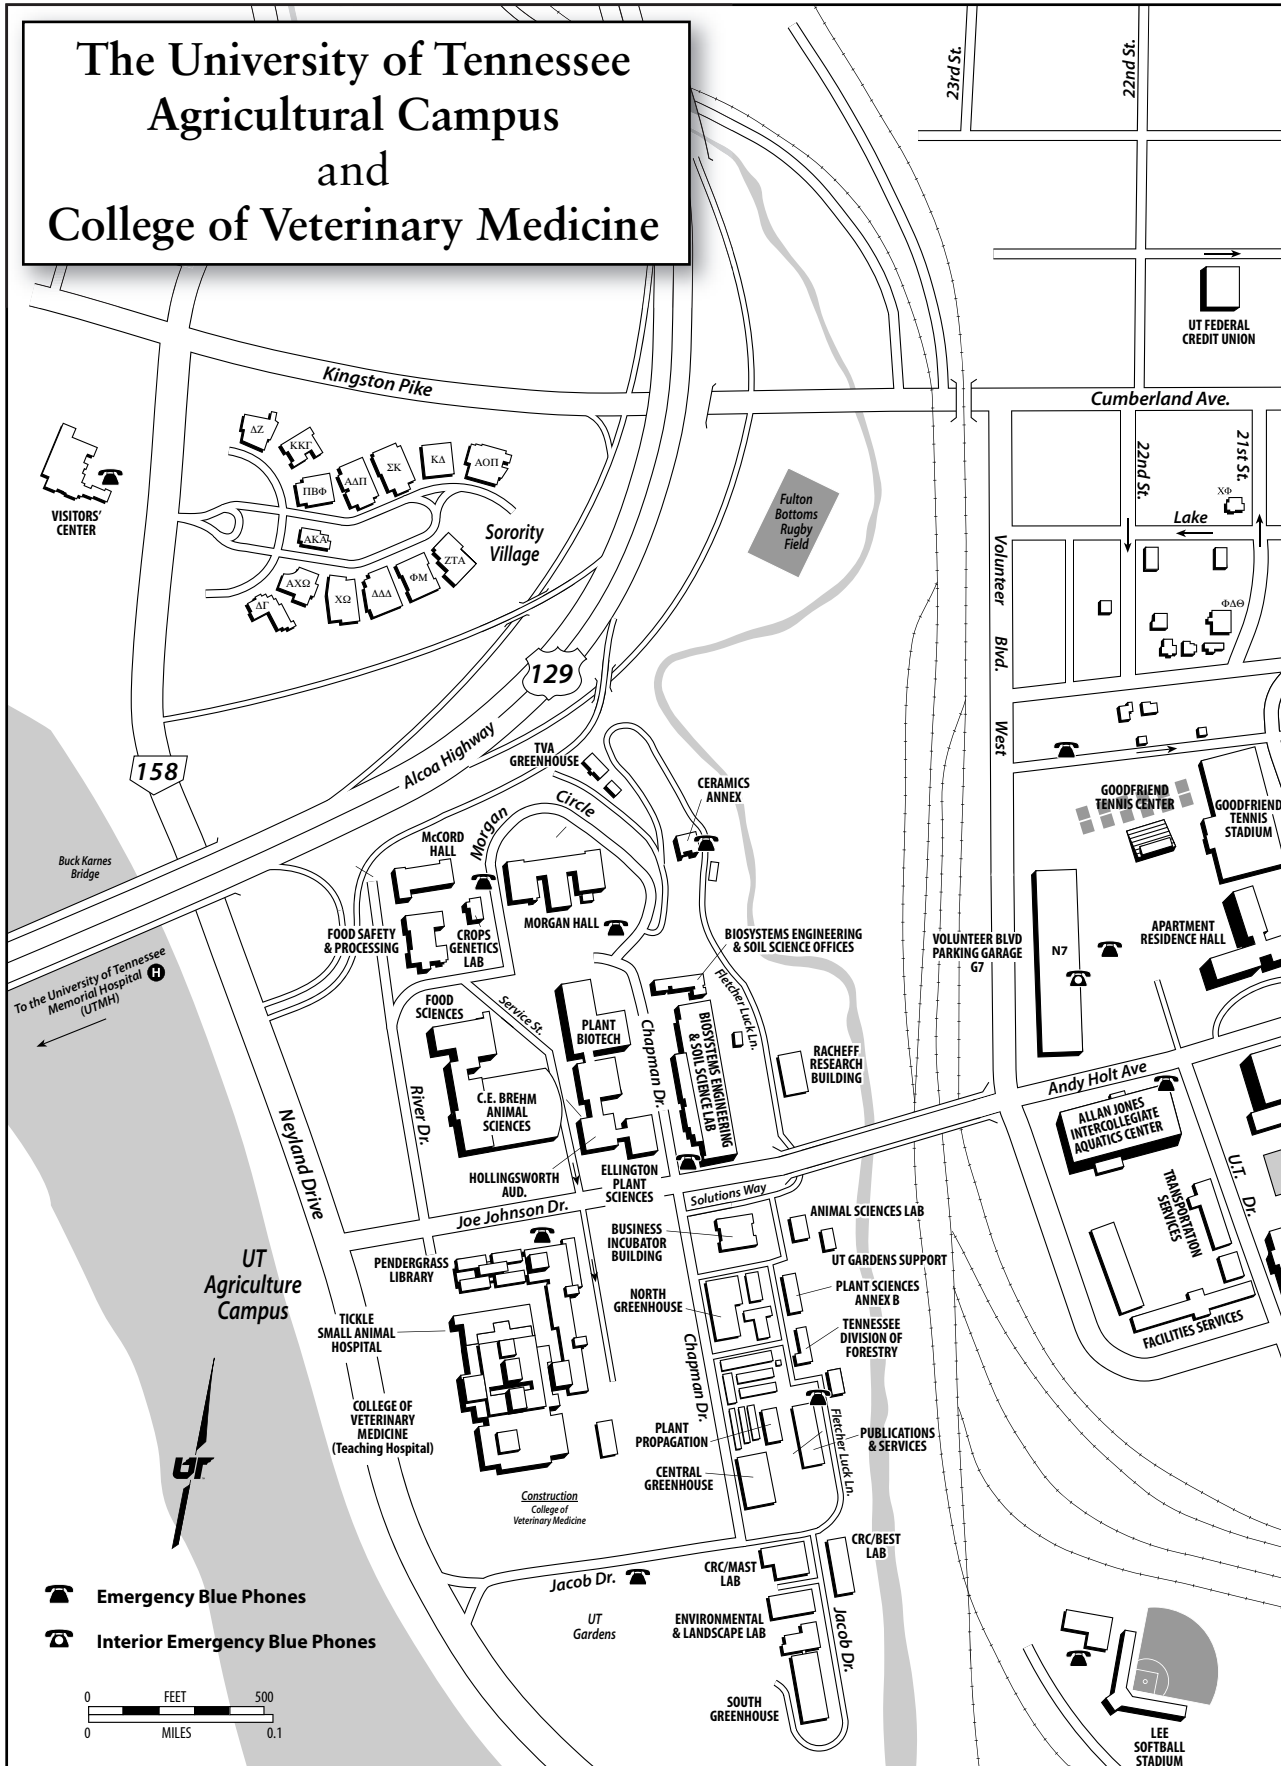 The University of Tennessee
Agricultural Campus
and
College of Veterinary Medicine
23rd St.
22nd St.
UT FEDERAL
CREDIT UNION
Kingston Pike
Cumberland Ave.
VISITORS'
CENTER
ΔΖ
ΚΚΓ
ΠΒΦ
ΑΔΠ
ΣΚ
ΚΔ
ΑΟΠ
ΑΚΑ
ΑΧΩ
ΔΓ
ΧΩ
ΔΔΔ
ΦΜ
ΖΤΑ
Sorority
Village
Fulton
Bottoms
Rugby
Field
22nd St.
21st St.
ΧΦ
Lake
ΦΔΘ
Volunteer Blvd. West
129
158
Alcoa Highway
TVA
GREENHOUSE
Morgan Circle
CERAMICS
ANNEX
GOODFRIEND
TENNIS CENTER
GOODFRIEND
TENNIS
STADIUM
McCORD
HALL
Buck Karnes
Bridge
FOOD SAFETY
& PROCESSING
CROPS
GENETICS
LAB
MORGAN HALL
BIOSYSTEMS ENGINEERING
& SOIL SCIENCE OFFICES
VOLUNTEER BLVD
PARKING GARAGE
G7
N7
APARTMENT
RESIDENCE HALL
To the University of Tennessee
Memorial Hospital H
(UTMH)
FOOD
SCIENCES
Service St.
PLANT
BIOTECH
Chapman Dr.
BIOSYSTEMS ENGINEERING
& SOIL SCIENCE LAB
Fletcher Luck Ln.
RACHEFF
RESEARCH
BUILDING
Andy Holt Ave
C.E. BREHM
ANIMAL
SCIENCES
River Dr.
Neyland Drive
ALLAN JONES
INTERCOLLEGIATE
AQUATICS CENTER
HOLLINGSWORTH
AUD.
ELLINGTON
PLANT
SCIENCES
Solutions Way
TRANSPORTATION
SERVICES
U.T. Dr.
Joe Johnson Dr.
BUSINESS
INCUBATOR
BUILDING
ANIMAL SCIENCES LAB
UT GARDENS SUPPORT
PENDERGRASS
LIBRARY
UT
Agriculture
Campus
NORTH
GREENHOUSE
PLANT SCIENCES
ANNEX B
TICKLE
SMALL ANIMAL
HOSPITAL
TENNESSEE
DIVISION OF
FORESTRY
FACILITIES SERVICES
Chapman Dr.
COLLEGE OF
VETERINARY
MEDICINE
(Teaching Hospital)
PLANT
PROPAGATION
PUBLICATIONS
& SERVICES
Fletcher Luck Ln.
CENTRAL
GREENHOUSE
UT
Construction
College of
Veterinary Medicine
CRC/BEST
LAB
CRC/MAST
LAB
Jacob Dr.
Emergency Blue Phones
Interior Emergency Blue Phones
UT
Gardens
ENVIRONMENTAL
& LANDSCAPE LAB
Jacob Dr.
SOUTH
GREENHOUSE
LEE
SOFTBALL
STADIUM
0 FEET 500
0 MILES 0.1